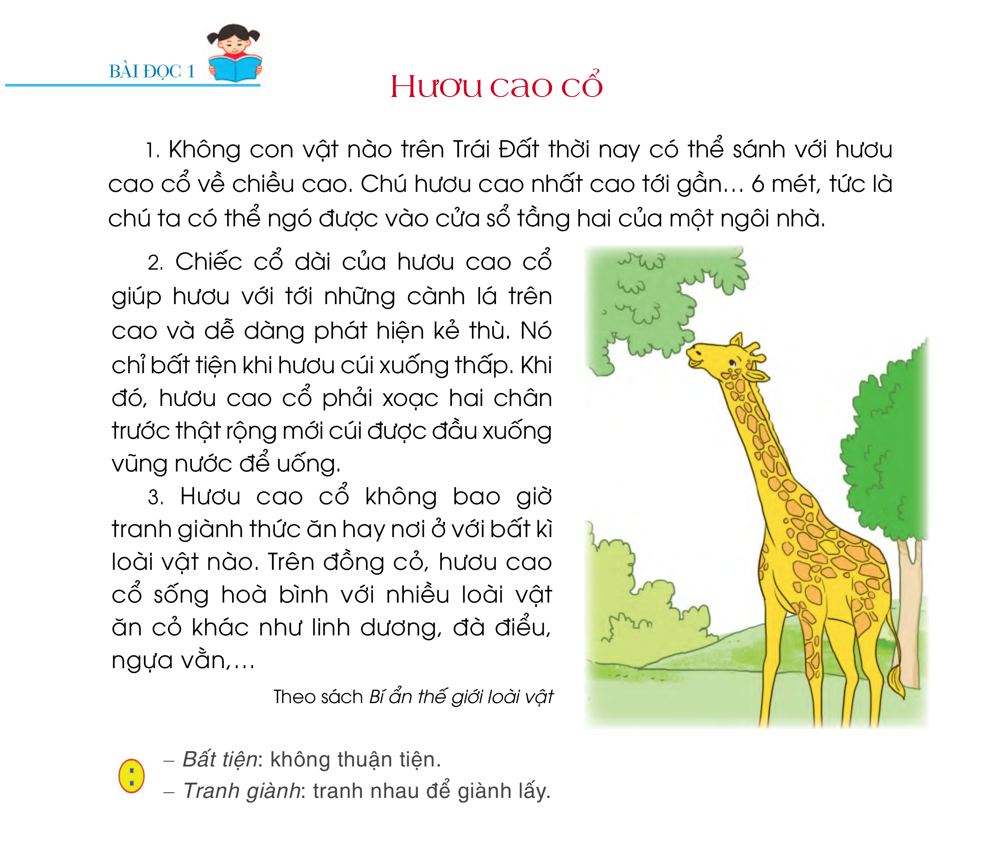 BÀI ĐỌC 1
Hươu cao cổ
1. Không con vật nào trên Trái Đất thời nay có thể sánh với hươu
cao cổ về chiều cao. Chú hươu cao nhất cao tới gần... 6 mét, tức là
chú ta có thể ngó được vào cửa sổ tầng hai của một ngôi nhà.
2. Chiếc cổ dài của hươu cao cổ
giúp hươu với tới những cành lá trên
cao và dễ dàng phát hiện kẻ thù. Nó
chỉ bất tiện khi hươu cúi xuống thấp. Khi
đó, hươu cao cổ phải xoạc hai chân
trước thật rộng mới cúi được đầu xuống
vũng nước để uống.
3. Hươu cao cổ không bao giờ
tranh giành thức ăn hay nơi ở với bất kì
loài vật nào. Trên đồng cỏ, hươu cao
cổ sống hoà bình với nhiều loài vật
ăn cỏ khác như linh dương, đà điểu,
ngựa vằn,...
Theo sách Bí ẩn thế giới loài vật
– Bất tiện: không thuận tiện.
– Tranh giành: tranh nhau để giành lấy.